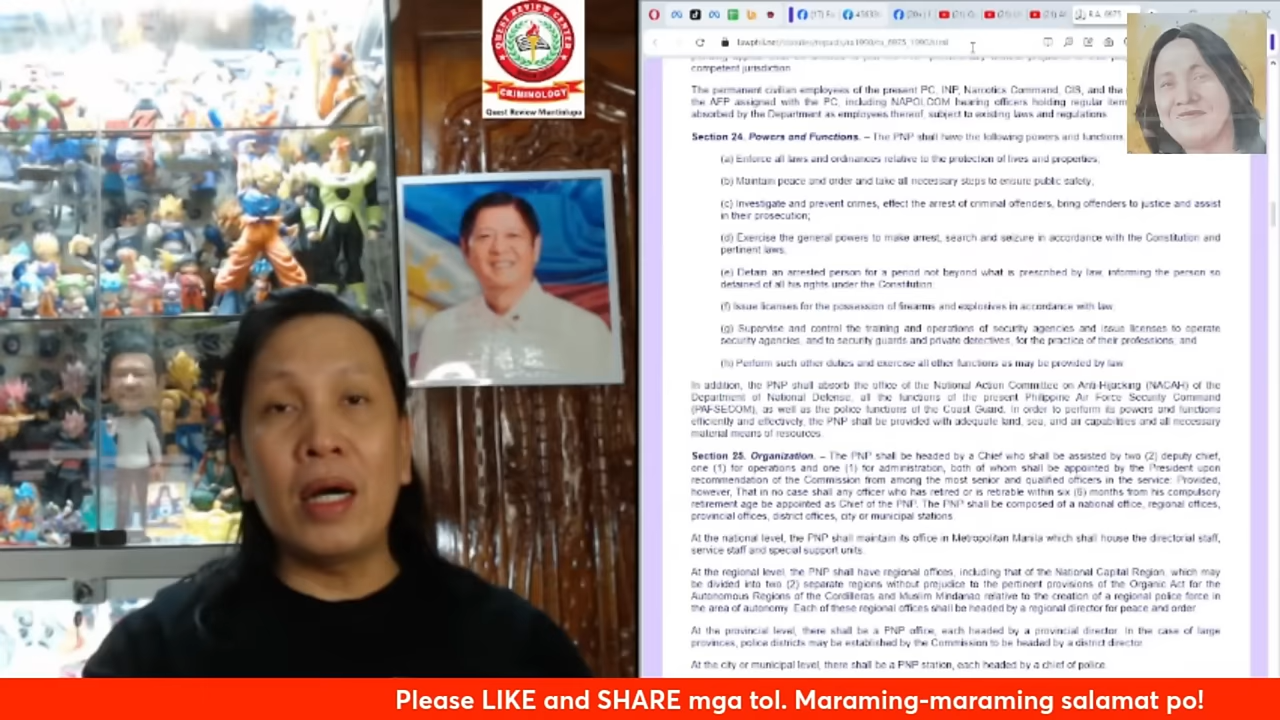 QUEST REVIEW CENTER
CRIMINOLOGY
Quest Review Muntinlupa
R.A. 6975
competent jurisdiction.
The permanent civilian employees of the present PC, INP, Narcotics Command, CIS, and the
the AFP assigned with the PC, including NAPOLCOM hearing officers holding regular item
absorbed by the Department as employees thereof, subject to existing laws and regulations.
Section 24. Powers and Functions. – The PNP shall have the following powers and functions
(a) Enforce all laws and ordinances relative to the protection of lives and properties;
(b) Maintain peace and order and take all necessary steps to ensure public safety;
(c) Investigate and prevent crimes, effect the arrest of criminal offenders, bring offenders to justice and assist
in their prosecution;
(d) Exercise the general powers to make arrest, search and seizure in accordance with the Constitution and
pertinent laws;
(e) Detain an arrested person for a period not beyond what is prescribed by law, informing the person so
detained of all his rights under the Constitution;
(f) Issue licenses for the possession of firearms and explosives in accordance with law;
(g) Supervise and control the training and operations of security agencies and issue licenses to operate
security agencies, and to security guards and private detectives, for the practice of their professions; and
(h) Perform such other duties and exercise all other functions as may be provided by law.
In addition, the PNP shall absorb the office of the National Action Committee on Anti-Hijacking (NACAH) of the
Department of National Defense, all the functions of the present Philippine Air Force Security Command
(PAFSECOM), as well as the police functions of the Coast Guard. In order to perform its powers and functions
efficiently and effectively, the PNP shall be provided with adequate land, sea, and air capabilities and all necessary
material means of resources.
Section 25. Organization. – The PNP shall be headed by a Chief who shall be assisted by two (2) deputy chief,
one (1) for operations and one (1) for administration, both of whom shall be appointed by the President upon
recommendation of the Commission from among the most senior and qualified officers in the service: Provided,
however, That in no case shall any officer who has retired or is retirable within six (6) months from his compulsory
retirement age be appointed as Chief of the PNP. The PNP shall be composed of a national office, regional offices,
provincial offices, district offices, city or municipal stations.
At the national level, the PNP shall maintain its office in Metropolitan Manila which shall house the directorial staff,
service staff and special support units.
At the regional level, the PNP shall have regional offices, including that of the National Capital Region, which may
be divided into two (2) separate regions without prejudice to the pertinent provisions of the Organic Act for the
Autonomous Regions of the Cordilleras and Muslim Mindanao relative to the creation of a regional police force in
the area of autonomy. Each of these regional offices shall be headed by a regional director for peace and order.
At the provincial level, there shall be a PNP office, each headed by a provincial director. In the case of large
provinces, police districts may be established by the Commission to be headed by a district director.
At the city or municipal level, there shall be a PNP station, each headed by a chief of police.
Please LIKE and SHARE mga tol. Maraming-maraming salamat po!